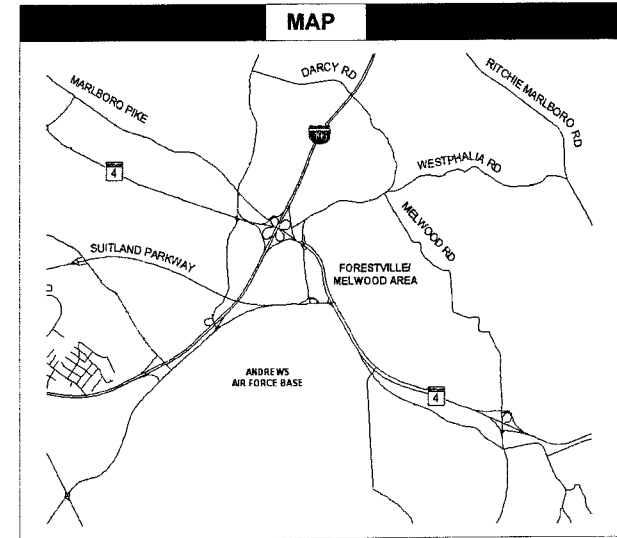 MAP
DARCY RD
RITCHIE MARLBORO RD
MARLBORO PIKE
4
WESTPHALIA RD
MELWOOD RD
SUITLAND PARKWAY
FORESTVILLE/
MELWOOD AREA
ANDREWS
AIR FORCE BASE
4